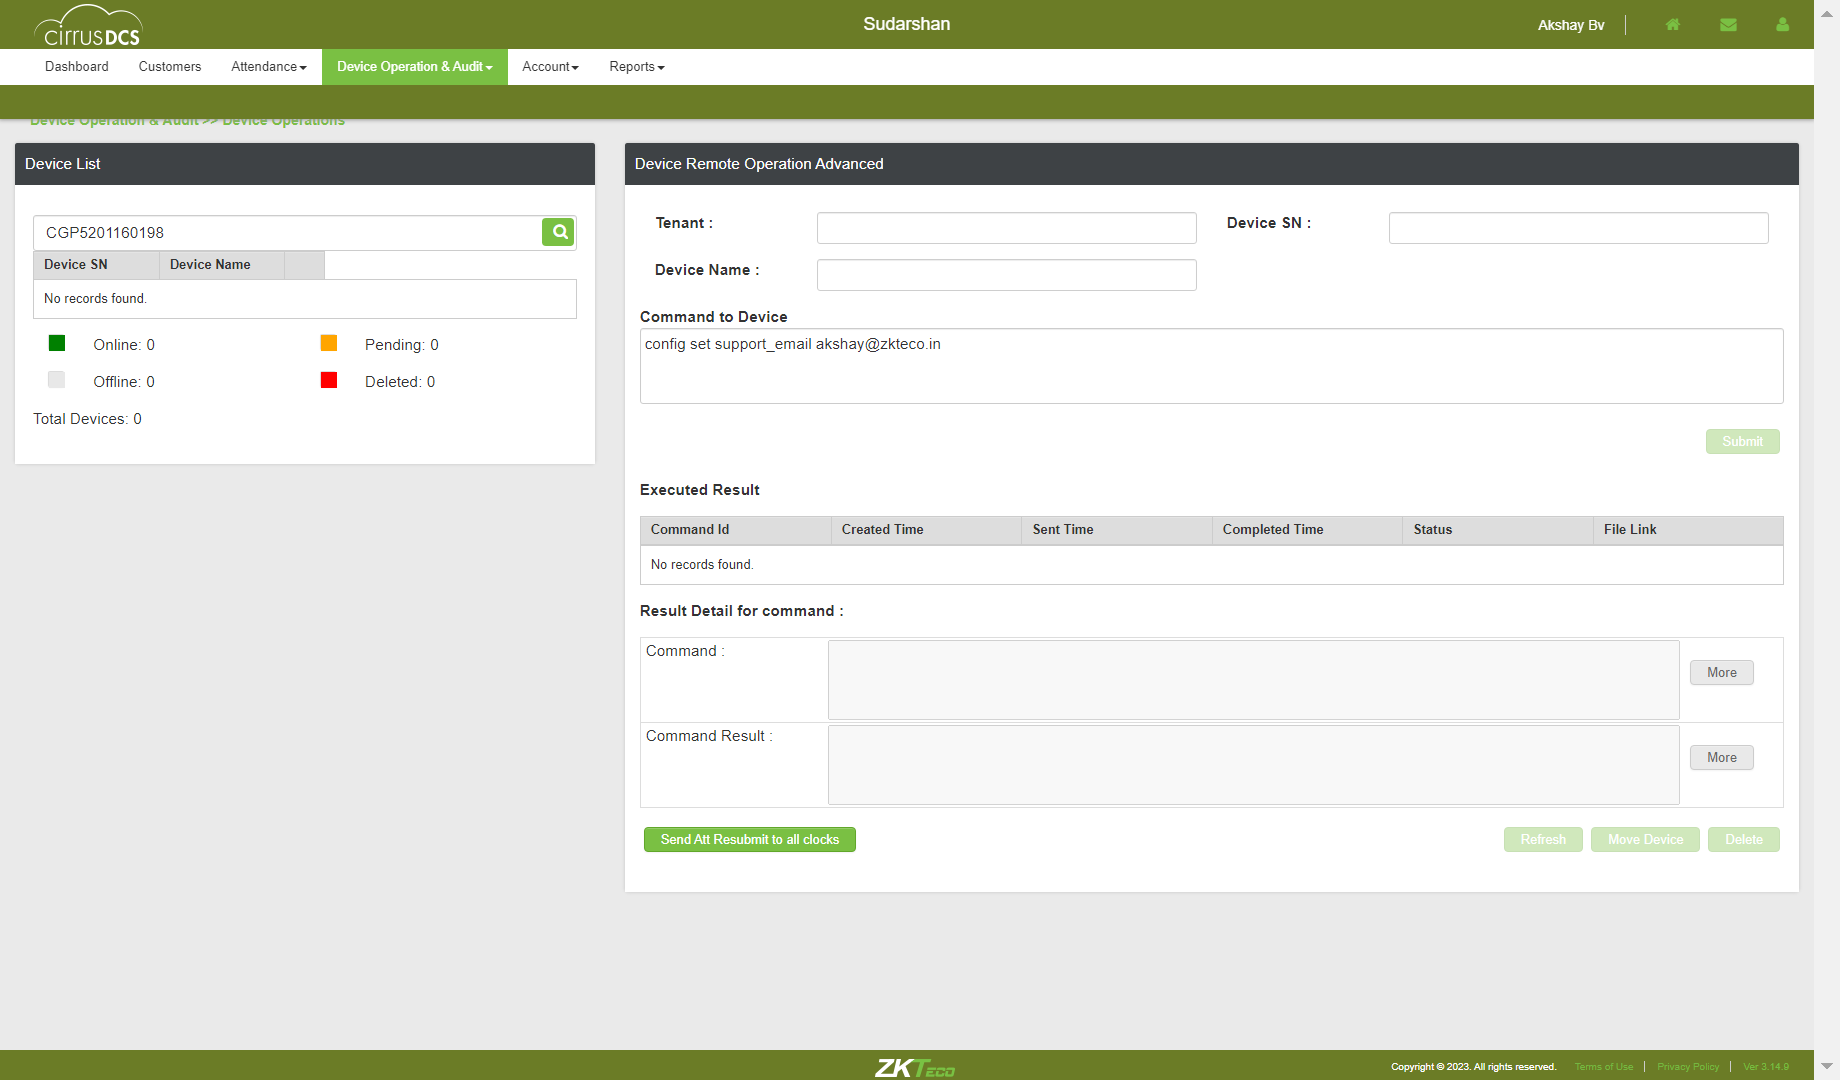 cirrusDCS
Sudarshan
Akshay Bv
Dashboard
Customers
Attendance
Device Operation & Audit
Account
Reports
Device Operation & Audit >> Device Operations
Device List
CGP5201160198
Device SN
Device Name
No records found.
Online: 0
Pending: 0
Offline: 0
Deleted: 0
Total Devices: 0
Device Remote Operation Advanced
Tenant :
Device SN :
Device Name :
Command to Device
config set support_email akshay@zkteco.in
Submit
Executed Result
Command Id
Created Time
Sent Time
Completed Time
Status
File Link
No records found.
Result Detail for command :
Command :
More
Command Result :
More
Send Att Resubmit to all clocks
Refresh
Move Device
Delete
ZKTeco
Copyright © 2023. All rights reserved.
Terms of Use
Privacy Policy
Ver 3.14.9